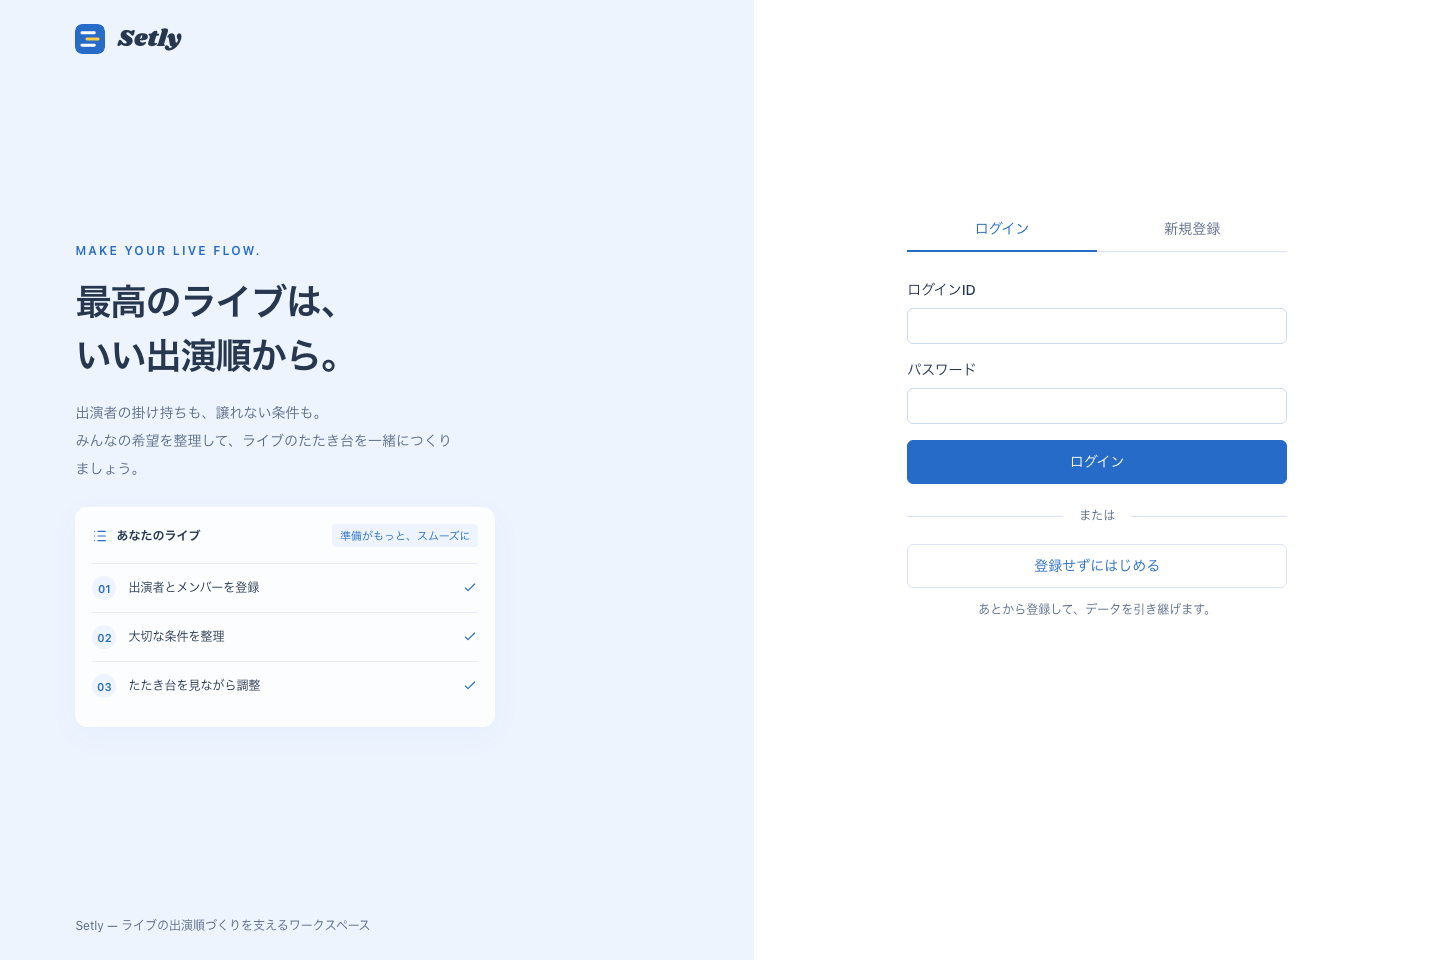 Setly
MAKE YOUR LIVE FLOW.
最高のライブは、
いい出演順から。
出演者の掛け持ちも、譲れない条件も。
みんなの希望を整理して、ライブのたたき台を一緒につくり
ましょう。
あなたのライブ
準備がもっと、スムーズに
01 出演者とメンバーを登録
02 大切な条件を整理
03 たたき台を見ながら調整
Setly — ライブの出演順づくりを支えるワークスペース
ログイン
新規登録
ログインID
パスワード
ログイン
または
登録せずにはじめる
あとから登録して、データを引き継げます。